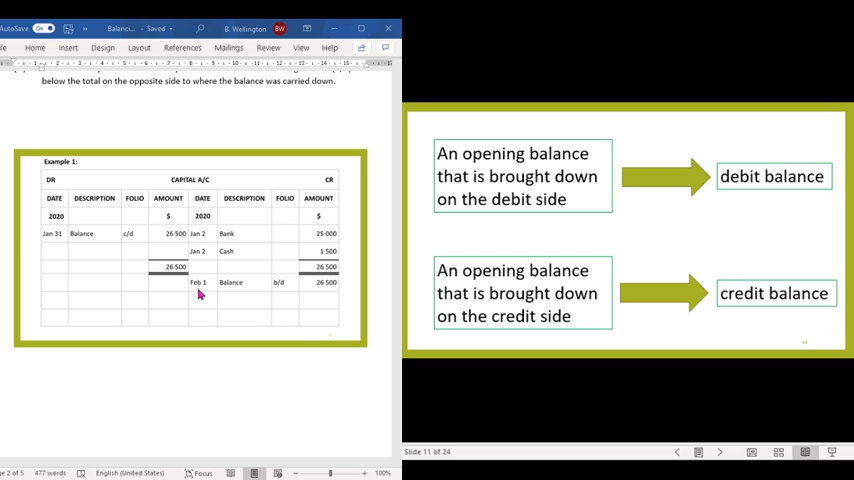 AutoSave On Balanci... - Saved B. Wellington BW
le Home Insert Design Layout References Mailings Review View Help
below the total on the opposite side to where the balance was carried down.
Example 1:
DR CAPITAL A/C CR
DATE DESCRIPTION FOLIO AMOUNT DATE DESCRIPTION FOLIO AMOUNT
2020 $ 2020 $
Jan 31 Balance c/d 26 500 Jan 2 Bank 25 000
Jan 2 Cash 1 500
26 500 26 500
Feb 1 Balance b/d 26 500
ge 2 of 5 477 words English (United States) Focus 100%
An opening balance
that is brought down
on the debit side
debit balance
An opening balance
that is brought down
on the credit side
credit balance
Slide 11 of 24